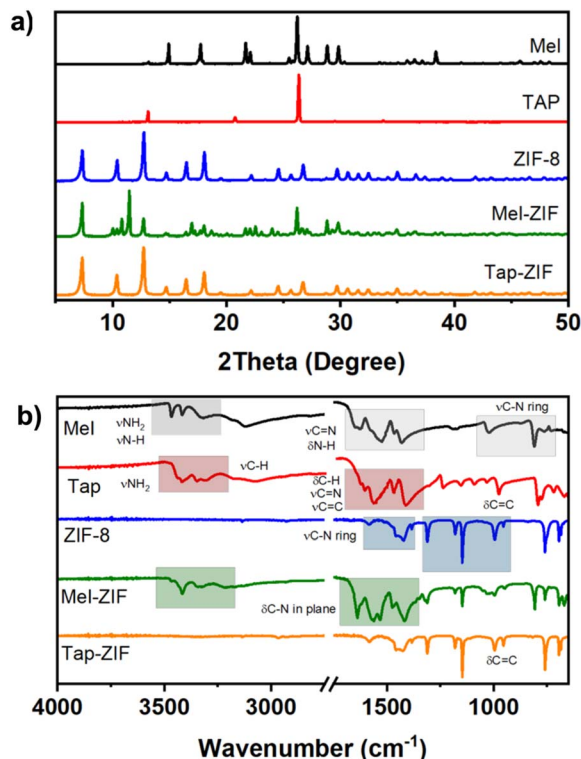 a)
Mel
TAP
ZIF-8
Mel-ZIF
Tap-ZIF
10 20 30 40 50
2Theta (Degree)
b)
νC-N ring
Mel
νNH₂
νN-H
νC=N
δN-H
Tap
νNH₂
νC-H
δC-H
νC=N
νC=C
δC=C
ZIF-8
νC-N ring
Mel-ZIF
δC-N in plane
Tap-ZIF
δC=C
4000 3500 3000 1500 1000
Wavenumber (cm⁻¹)